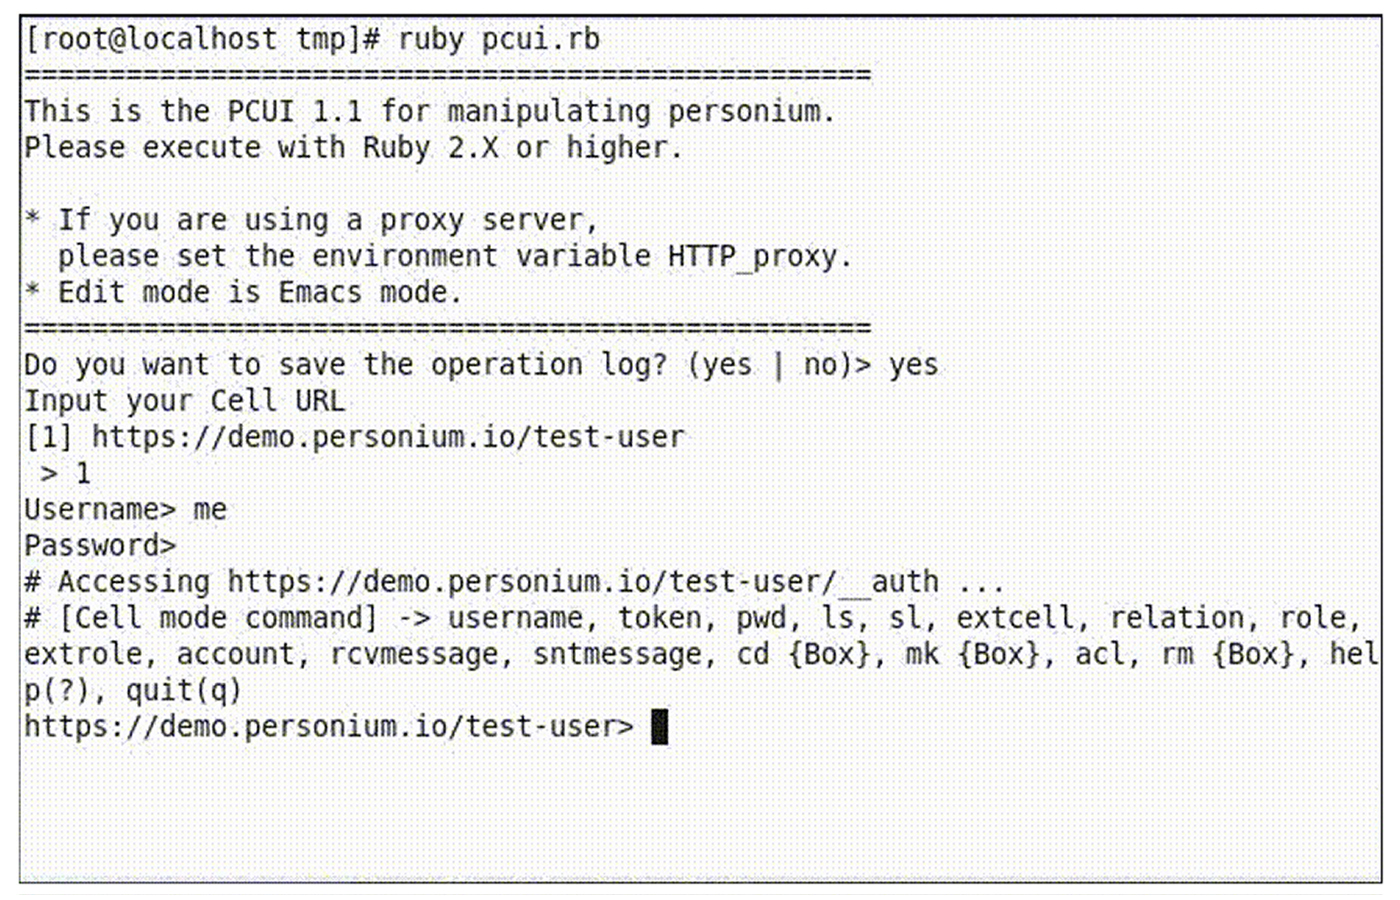 [root@localhost tmp]# ruby pcui.rb
==================================================
This is the PCUI 1.1 for manipulating personium.
Please execute with Ruby 2.X or higher.
* If you are using a proxy server,
please set the environment variable HTTP_proxy.
* Edit mode is Emacs mode.
==================================================
Do you want to save the operation log? (yes | no)> yes
Input your Cell URL
[1] https://demo.personium.io/test-user
> 1
Username> me
Password>
# Accessing https://demo.personium.io/test-user/__auth ...
# [Cell mode command] -> username, token, pwd, ls, sl, extcell, relation, role,
extrole, account, rcvmessage, sntmessage, cd {Box}, mk {Box}, acl, rm {Box}, hel
p(?), quit(q)
https://demo.personium.io/test-user>